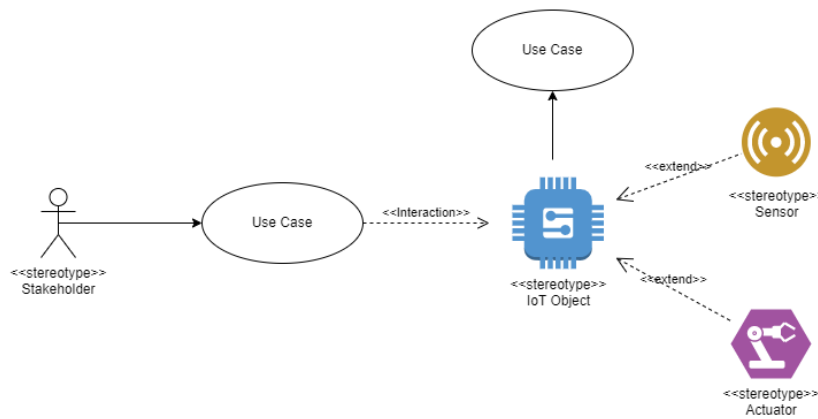 Use Case
<<extend>>
<<stereotype>>
Sensor
Use Case
<<Interaction>>
<<stereotype>>
Stakeholder
<<stereotype>>
IoT Object
<<extend>>
<<stereotype>>
Actuator